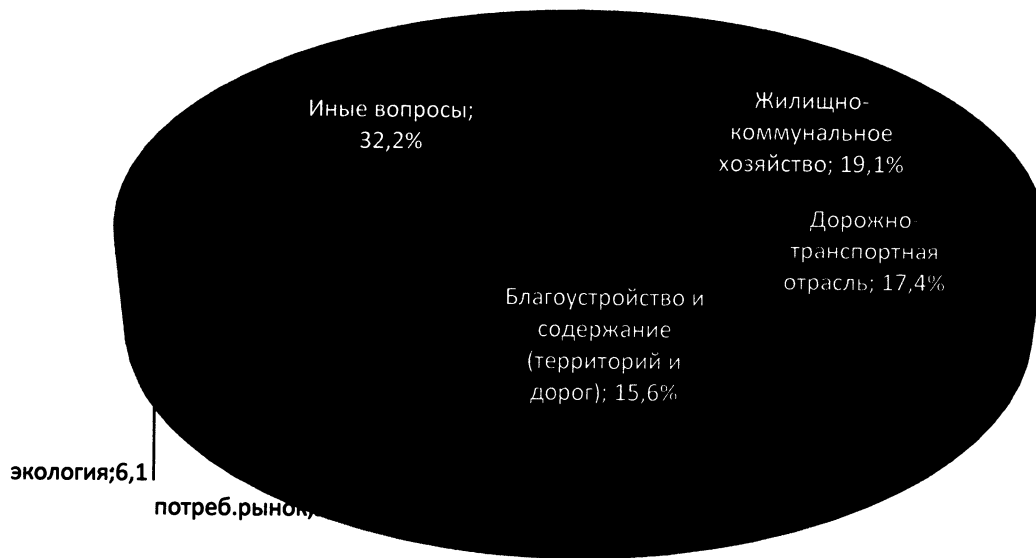 Иные вопросы;
32,2%
Жилищно-
коммунальное
хозяйство; 19,1%
Дорожно-
транспортная
отрасль; 17,4%
Благоустройство и
содержание
(территорий и
дорог); 15,6%
экология;6,1
потреб.рынок,